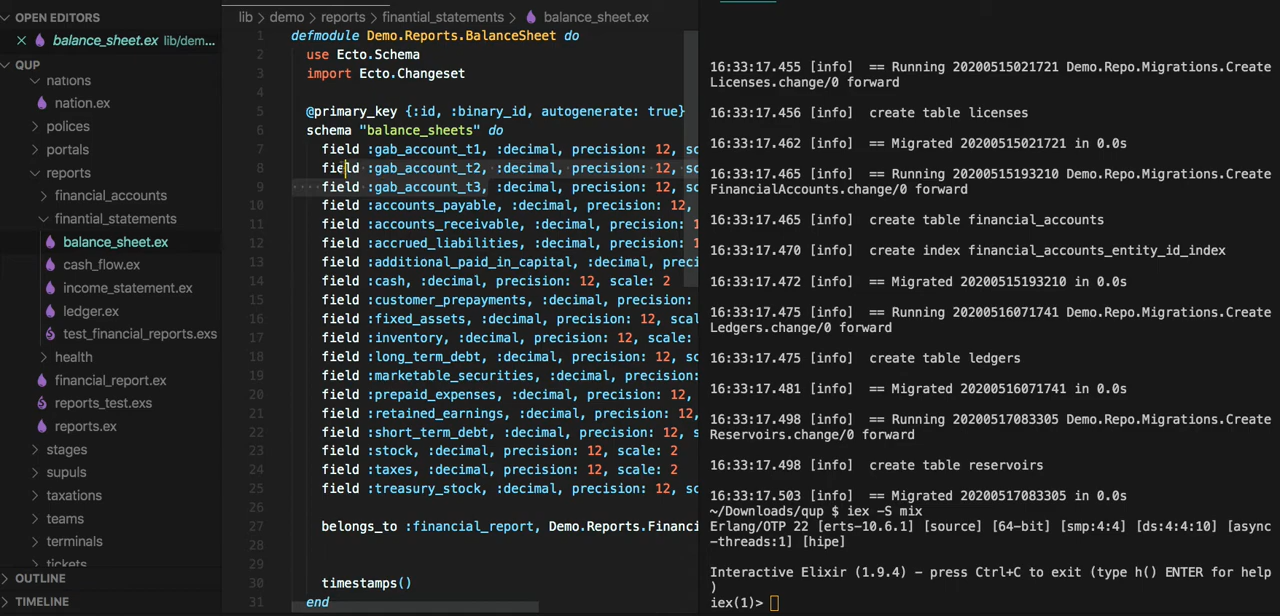 OPEN EDITORS
balance_sheet.ex lib/dem...
QUP
nations
nation.ex
polices
portals
reports
financial_accounts
finantial_statements
balance_sheet.ex
cash_flow.ex
income_statement.ex
ledger.ex
test_financial_reports.exs
health
financial_report.ex
reports_test.exs
reports.ex
stages
supuls
taxations
teams
terminals
tickets
OUTLINE
TIMELINE
lib > demo > reports > finantial_statements > balance_sheet.ex
1 defmodule Demo.Reports.BalanceSheet do
2 use Ecto.Schema
3 import Ecto.Changeset
4
5 @primary_key {:id, :binary_id, autogenerate: true}
6 schema "balance_sheets" do
7 field :gab_account_t1, :decimal, precision: 12, sc
8 field :gab_account_t2, :decimal, precision: 12, sc
9 field :gab_account_t3, :decimal, precision: 12, sc
10 field :accounts_payable, :decimal, precision: 12,
11 field :accounts_receivable, :decimal, precision: 1
12 field :accrued_liabilities, :decimal, precision: 1
13 field :additional_paid_in_capital, :decimal, preci
14 field :cash, :decimal, precision: 12, scale: 2
15 field :customer_prepayments, :decimal, precision:
16 field :fixed_assets, :decimal, precision: 12, scal
17 field :inventory, :decimal, precision: 12, scale:
18 field :long_term_debt, :decimal, precision: 12, sc
19 field :marketable_securities, :decimal, precision:
20 field :prepaid_expenses, :decimal, precision: 12,
21 field :retained_earnings, :decimal, precision: 12,
22 field :short_term_debt, :decimal, precision: 12, s
23 field :stock, :decimal, precision: 12, scale: 2
24 field :taxes, :decimal, precision: 12, scale: 2
25 field :treasury_stock, :decimal, precision: 12, sc
26
27 belongs_to :financial_report, Demo.Reports.Financi
28
29
30 timestamps()
31 end
16:33:17.455 [info] == Running 20200515021721 Demo.Repo.Migrations.Create
Licenses.change/0 forward
16:33:17.456 [info] create table licenses
16:33:17.462 [info] == Migrated 20200515021721 in 0.0s
16:33:17.465 [info] == Running 20200515193210 Demo.Repo.Migrations.Create
FinancialAccounts.change/0 forward
16:33:17.465 [info] create table financial_accounts
16:33:17.470 [info] create index financial_accounts_entity_id_index
16:33:17.472 [info] == Migrated 20200515193210 in 0.0s
16:33:17.475 [info] == Running 20200516071741 Demo.Repo.Migrations.Create
Ledgers.change/0 forward
16:33:17.475 [info] create table ledgers
16:33:17.481 [info] == Migrated 20200516071741 in 0.0s
16:33:17.498 [info] == Running 20200517083305 Demo.Repo.Migrations.Create
Reservoirs.change/0 forward
16:33:17.498 [info] create table reservoirs
16:33:17.503 [info] == Migrated 20200517083305 in 0.0s
~/Downloads/qup $ iex -S mix
Erlang/OTP 22 [erts-10.6.1] [source] [64-bit] [smp:4:4] [ds:4:4:10] [async
-threads:1] [hipe]
Interactive Elixir (1.9.4) - press Ctrl+C to exit (type h() ENTER for help
)
iex(1)>